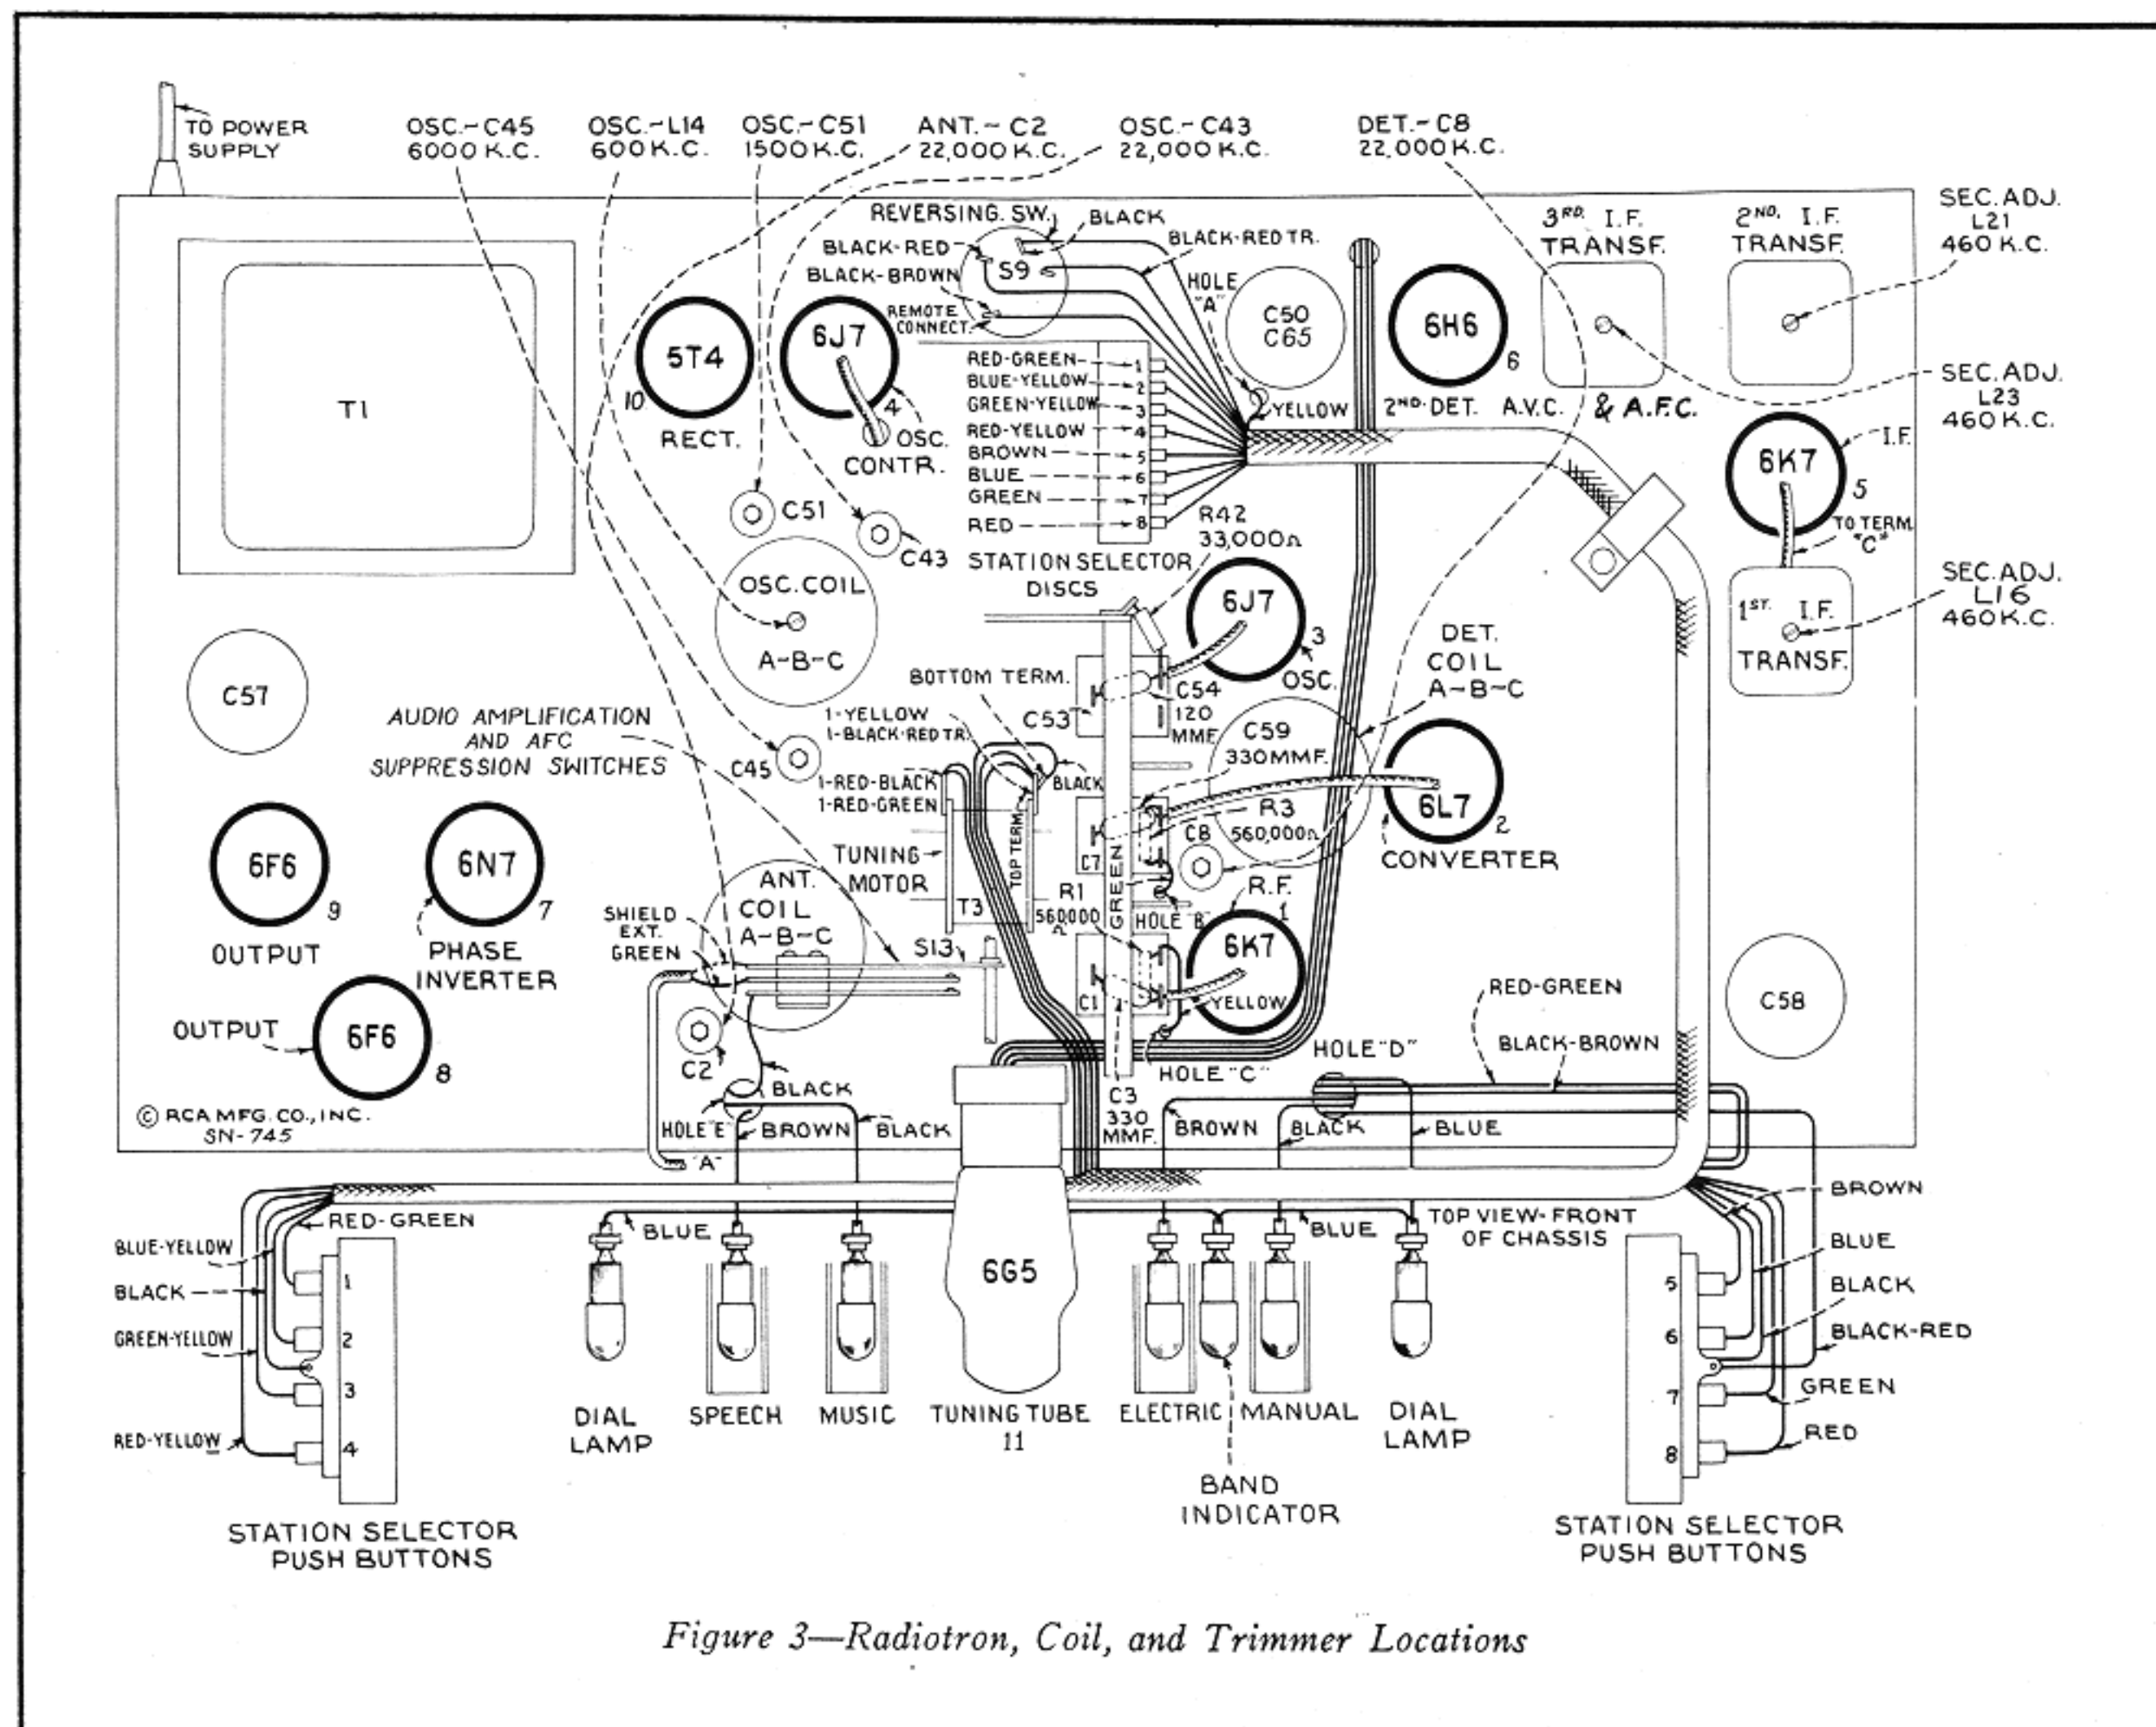 TO POWER
SUPPLY
OSC.-C45
6000 K.C.
OSC.-L14
600 K.C.
OSC.-C51
1500 K.C.
ANT.-C2
22,000 K.C.
OSC.-C43
22,000 K.C.
DET.-C8
22,000 K.C.
SEC. ADJ.
L21
460 K.C.
SEC. ADJ.
L23
460 K.C.
SEC. ADJ.
L16
460 K.C.
REVERSING. SW.
BLACK
BLACK-RED
BLACK-RED TR.
BLACK-BROWN
S9
REMOTE
CONNECT.
HOLE
"A"
C50
C65
3RD. I.F.
TRANSF.
2ND. I.F.
TRANSF.
T1
5T4
10
RECT.
6J7
4
OSC.
CONTR.
6H6
6
2ND. DET. A.V.C. & A.F.C.
YELLOW
RED-GREEN 1
BLUE-YELLOW 2
GREEN-YELLOW 3
RED-YELLOW 4
BROWN 5
BLUE 6
GREEN 7
RED 8
STATION SELECTOR
DISCS
6K7
I.F.
5
TO TERM.
"C"
1ST. I.F.
TRANSF.
C51
C43
R42
33,000Ω
OSC. COIL
A-B-C
6J7
3
OSC.
DET.
COIL
A-B-C
C57
BOTTOM TERM.
C53
C54
120
MMF
AUDIO AMPLIFICATION
AND AFC
SUPPRESSION SWITCHES
1-YELLOW
1-BLACK-RED TR.
C45
1-RED-BLACK
1-RED-GREEN
BLACK
C59
330 MMF.
6L7
2
CONVERTER
R3
560,000Ω
C8
C7
GREEN
TOP TERM.
TUNING
MOTOR
T3
6F6
9
OUTPUT
6N7
7
PHASE
INVERTER
ANT.
COIL
A-B-C
SHIELD
EXT.
GREEN
S13
R1
560000
Ω
HOLE "B"
R.F.
1
6K7
C1
YELLOW
C58
OUTPUT
6F6
8
C2
RED-GREEN
BLACK-BROWN
HOLE "D"
HOLE "C"
C3
330
MMF.
BLACK
HOLE "E"
BROWN
BLACK
BROWN
BLACK
BLUE
© RCA MFG. CO., INC.
SN-745
"A"
RED-GREEN
BLUE-YELLOW
BLACK
GREEN-YELLOW
RED-YELLOW
1
2
3
4
BLUE
6G5
BLUE
TOP VIEW-FRONT
OF CHASSIS
BROWN
BLUE
BLACK
BLACK-RED
GREEN
RED
5
6
7
8
DIAL
LAMP
SPEECH
MUSIC
TUNING TUBE
11
ELECTRIC
MANUAL
DIAL
LAMP
BAND
INDICATOR
STATION SELECTOR
PUSH BUTTONS
STATION SELECTOR
PUSH BUTTONS
Figure 3—Radiotron, Coil, and Trimmer Locations